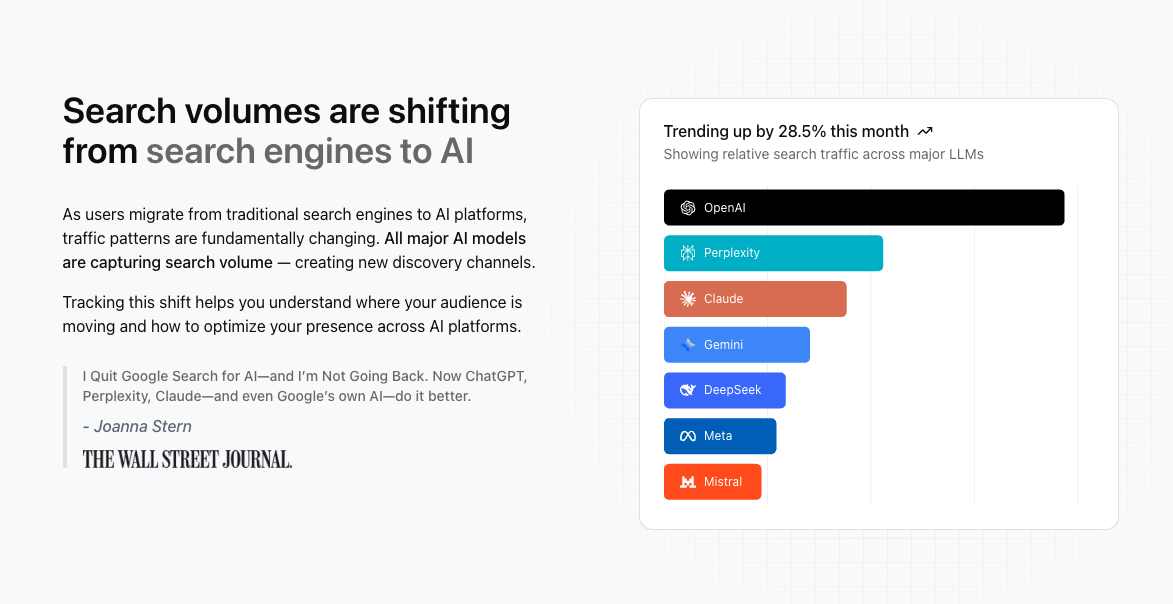 Search volumes are shifting
from search engines to AI
As users migrate from traditional search engines to AI platforms,
traffic patterns are fundamentally changing. All major AI models
are capturing search volume — creating new discovery channels.
Tracking this shift helps you understand where your audience is
moving and how to optimize your presence across AI platforms.
I Quit Google Search for AI—and I’m Not Going Back. Now ChatGPT,
Perplexity, Claude—and even Google’s own AI—do it better.
- Joanna Stern
THE WALL STREET JOURNAL.
Trending up by 28.5% this month
Showing relative search traffic across major LLMs
OpenAI
Perplexity
Claude
Gemini
DeepSeek
Meta
Mistral